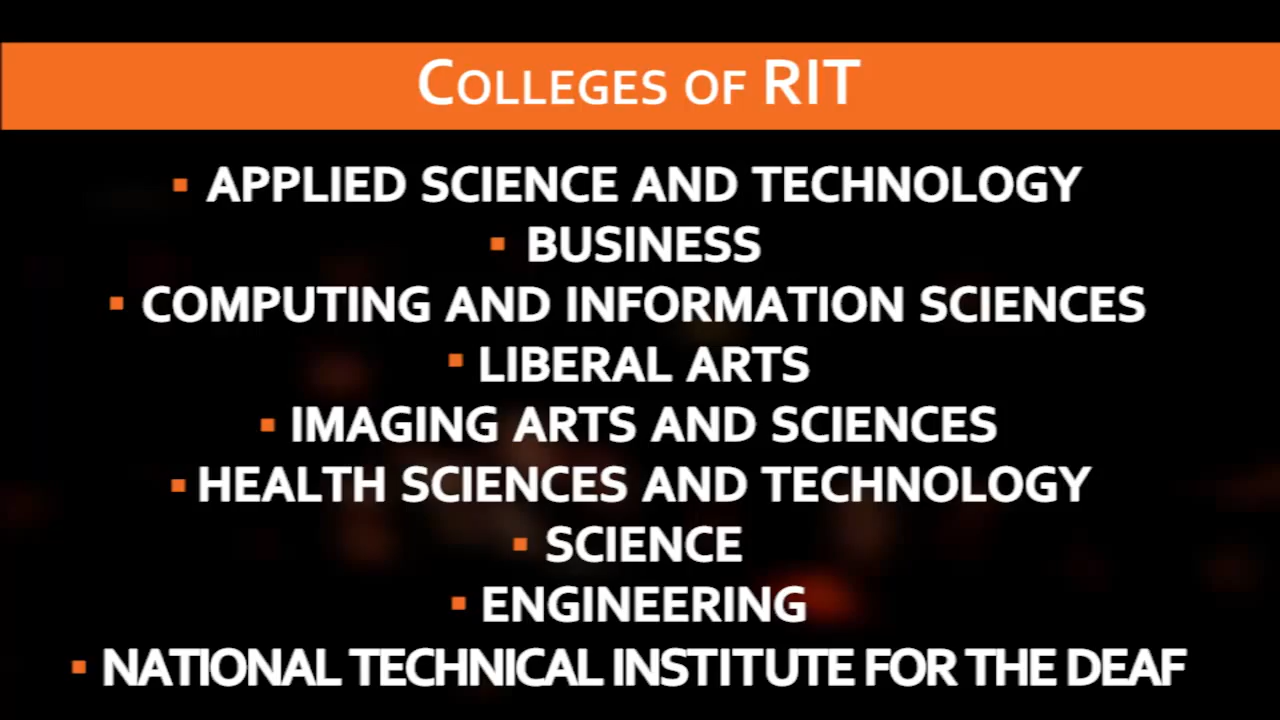 Colleges of RIT
▪ APPLIED SCIENCE AND TECHNOLOGY
▪ BUSINESS
▪ COMPUTING AND INFORMATION SCIENCES
▪ LIBERAL ARTS
▪ IMAGING ARTS AND SCIENCES
▪ HEALTH SCIENCES AND TECHNOLOGY
▪ SCIENCE
▪ ENGINEERING
▪ NATIONAL TECHNICAL INSTITUTE FOR THE DEAF